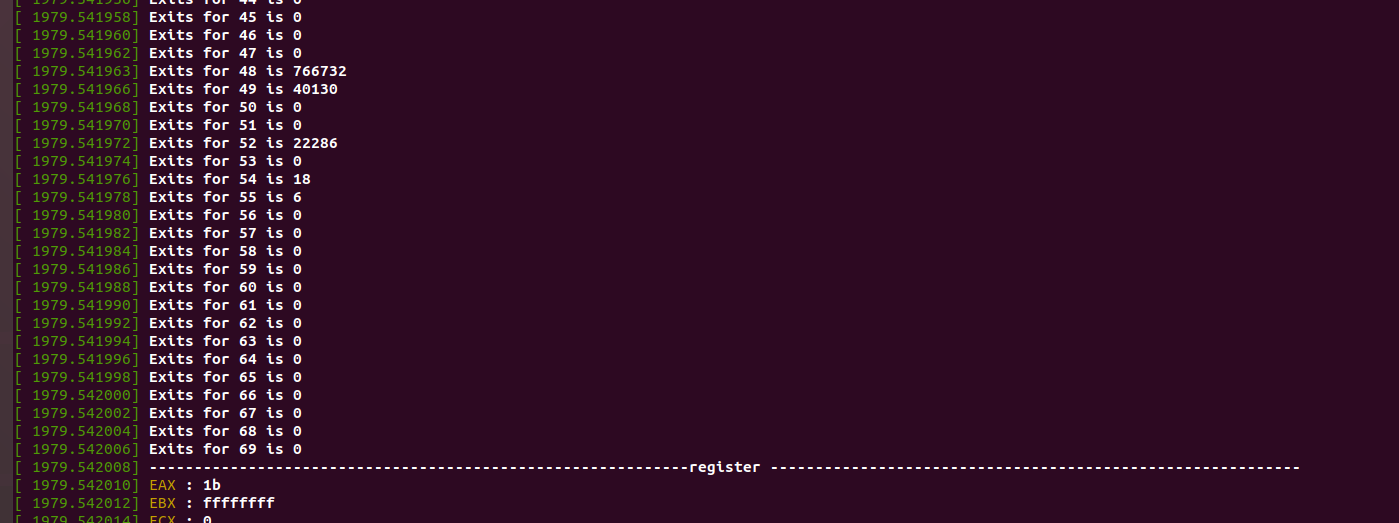 [ 1979.541956] Exits for 44 is 0
[ 1979.541958] Exits for 45 is 0
[ 1979.541960] Exits for 46 is 0
[ 1979.541962] Exits for 47 is 0
[ 1979.541963] Exits for 48 is 766732
[ 1979.541966] Exits for 49 is 40130
[ 1979.541968] Exits for 50 is 0
[ 1979.541970] Exits for 51 is 0
[ 1979.541972] Exits for 52 is 22286
[ 1979.541974] Exits for 53 is 0
[ 1979.541976] Exits for 54 is 18
[ 1979.541978] Exits for 55 is 6
[ 1979.541980] Exits for 56 is 0
[ 1979.541982] Exits for 57 is 0
[ 1979.541984] Exits for 58 is 0
[ 1979.541986] Exits for 59 is 0
[ 1979.541988] Exits for 60 is 0
[ 1979.541990] Exits for 61 is 0
[ 1979.541992] Exits for 62 is 0
[ 1979.541994] Exits for 63 is 0
[ 1979.541996] Exits for 64 is 0
[ 1979.541998] Exits for 65 is 0
[ 1979.542000] Exits for 66 is 0
[ 1979.542002] Exits for 67 is 0
[ 1979.542004] Exits for 68 is 0
[ 1979.542006] Exits for 69 is 0
[ 1979.542008] ------------------------------------------------------------register -----------------------------------------------------------
[ 1979.542010] EAX : 1b
[ 1979.542012] EBX : ffffffff
[ 1979.542014] ECX : 0